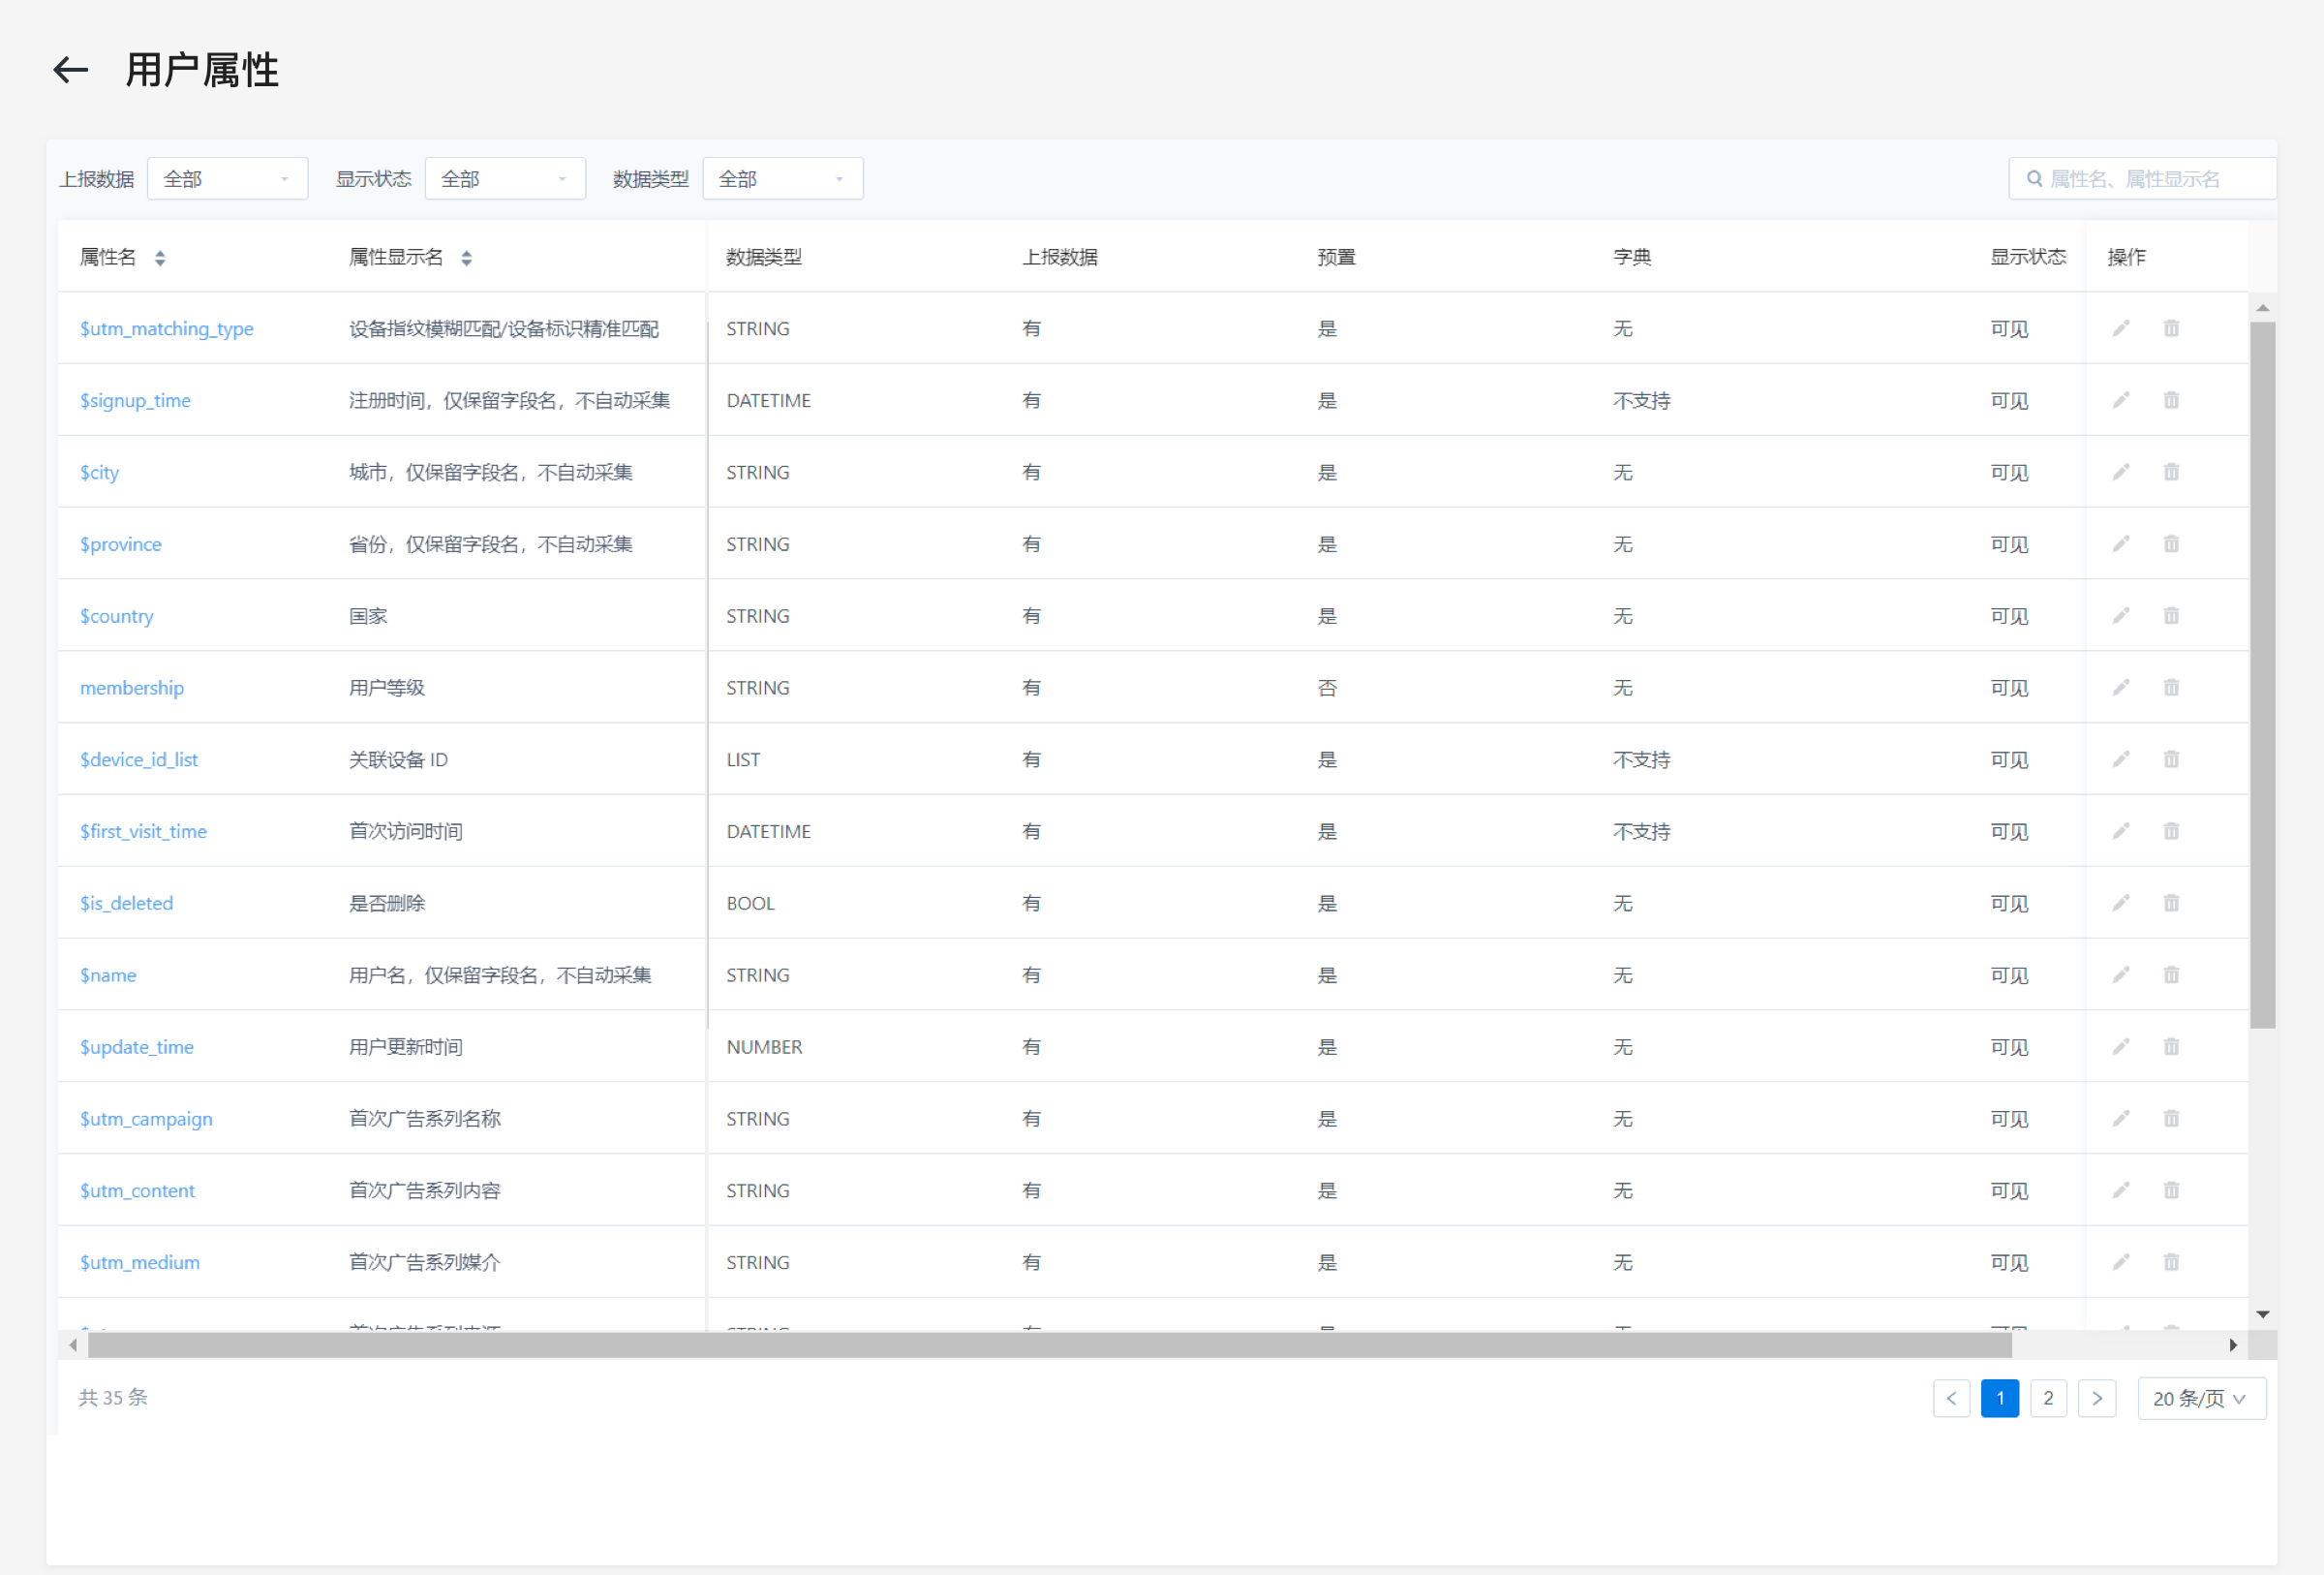 用户属性
上报数据 全部 显示状态 全部 数据类型 全部 属性名、属性显示名
属性名 属性显示名 数据类型 上报数据 预置 字典 显示状态 操作
$utm_matching_type 设备指纹模糊匹配/设备标识精准匹配 STRING 有 是 无 可见
$signup_time 注册时间，仅保留字段名，不自动采集 DATETIME 有 是 不支持 可见
$city 城市，仅保留字段名，不自动采集 STRING 有 是 无 可见
$province 省份，仅保留字段名，不自动采集 STRING 有 是 无 可见
$country 国家 STRING 有 是 无 可见
membership 用户等级 STRING 有 否 无 可见
$device_id_list 关联设备 ID LIST 有 是 不支持 可见
$first_visit_time 首次访问时间 DATETIME 有 是 不支持 可见
$is_deleted 是否删除 BOOL 有 是 无 可见
$name 用户名，仅保留字段名，不自动采集 STRING 有 是 无 可见
$update_time 用户更新时间 NUMBER 有 是 无 可见
$utm_campaign 首次广告系列名称 STRING 有 是 无 可见
$utm_content 首次广告系列内容 STRING 有 是 无 可见
$utm_medium 首次广告系列媒介 STRING 有 是 无 可见
共 35 条 1 2 20 条/页